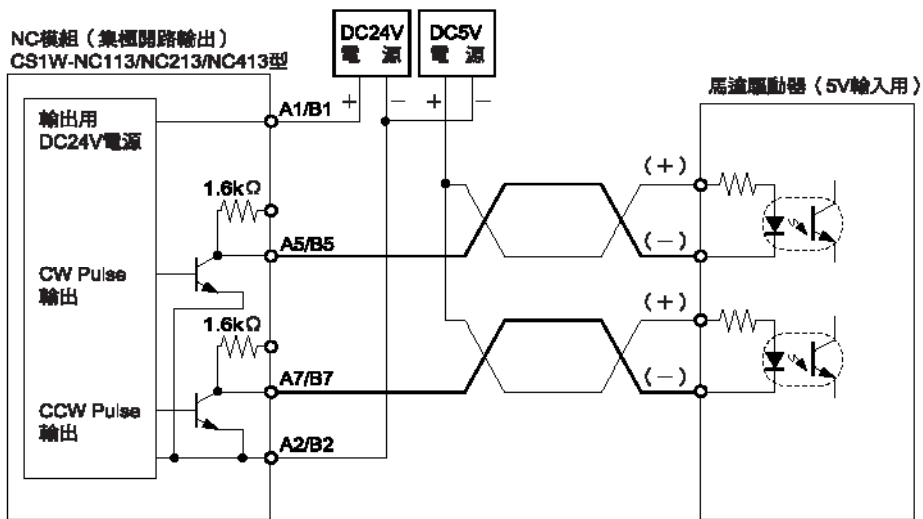 NC模組（集極開路輸出）
CS1W-NC113/NC213/NC413型
DC24V
電 源
DC5V
電 源
馬達驅動器（5V輸入用）
輸出用
DC24V電源
A1/B1
+
−
+
−
1.6kΩ
(+)
A5/B5
(−)
CW Pulse
輸出
1.6kΩ
(+)
A7/B7
(−)
CCW Pulse
輸出
A2/B2